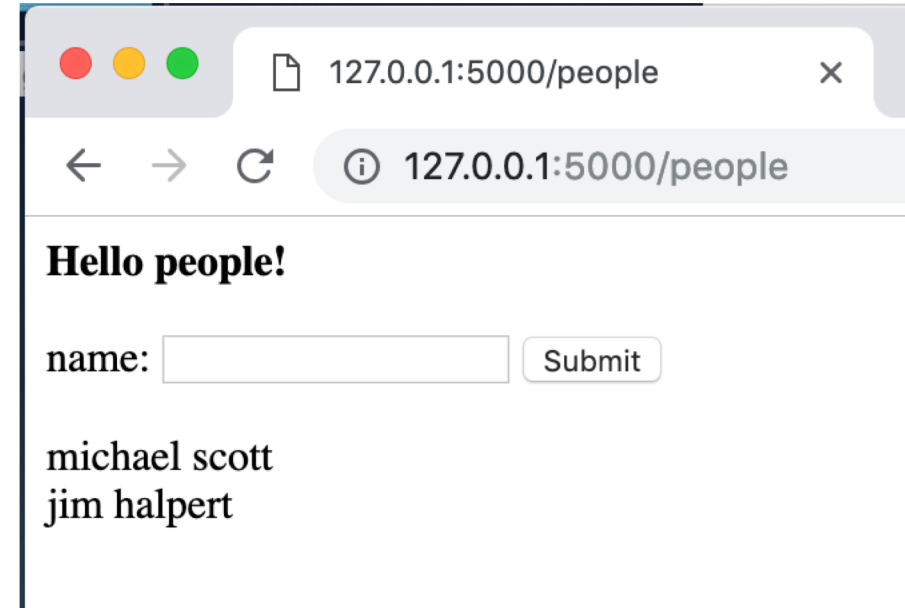 127.0.0.1:5000/people
127.0.0.1:5000/people
Hello people!
name: Submit
michael scott
jim halpert